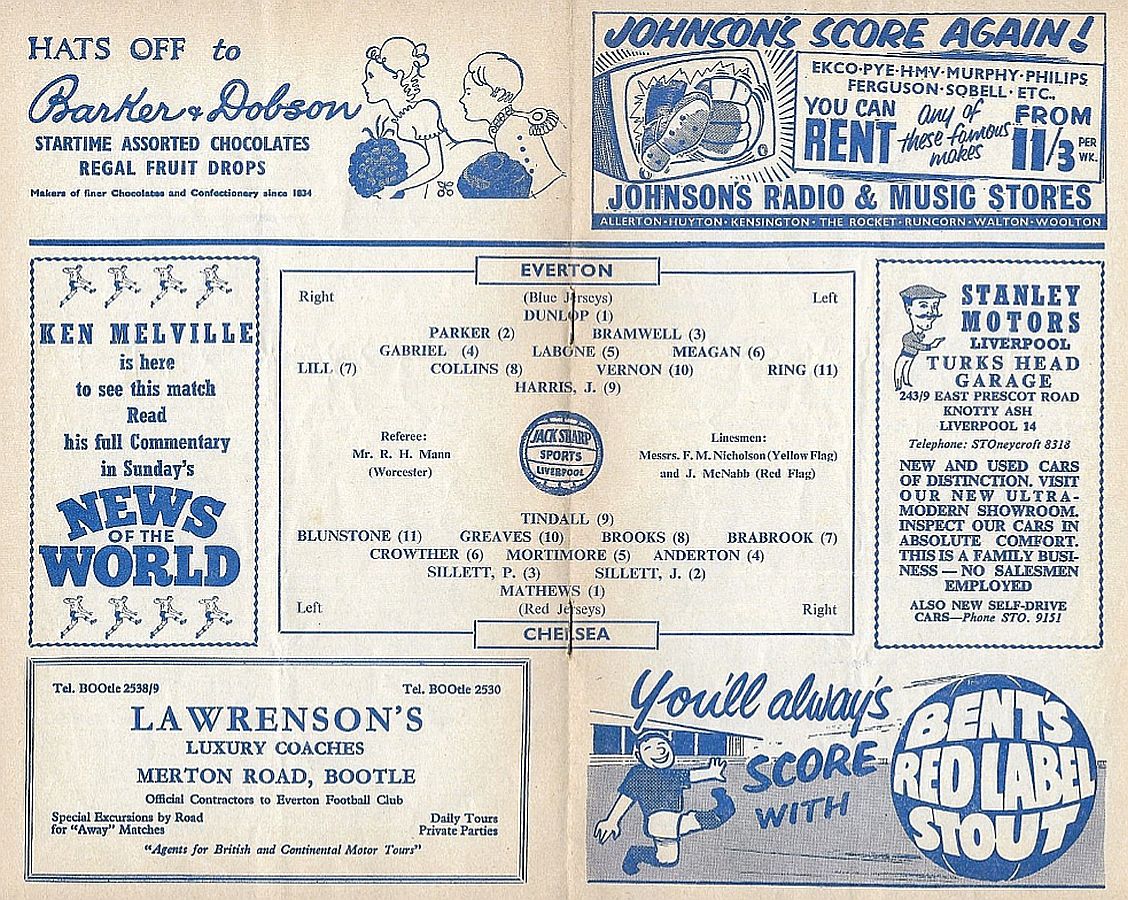 HATS OFF to
Barker & Dobson
STARTIME ASSORTED CHOCOLATES
REGAL FRUIT DROPS
Makers of finer Chocolates and Confectionery since 1834
JOHNSON'S SCORE AGAIN!
EKCO·PYE·HMV·MURPHY·PHILIPS
FERGUSON·SOBELL·ETC.,
YOU CAN RENT any of these famous makes FROM 11/3 PER WK.
JOHNSON'S RADIO & MUSIC STORES
ALLERTON·HUYTON·KENSINGTON·THE ROCKET·RUNCORN·WALTON·WOOLTON
KEN MELVILLE
is here
to see this match
Read
his full Commentary
in Sunday's
NEWS
OF THE
WORLD
EVERTON
Right (Blue Jerseys) Left
DUNLOP (1)
PARKER (2) BRAMWELL (3)
GABRIEL (4) LABONE (5) MEAGAN (6)
LILL (7) COLLINS (8) VERNON (10) RING (11)
HARRIS, J. (9)
Referee:
Mr. R. H. Mann
(Worcester)
JACK SHARP
SPORTS
LIVERPOOL
Linesmen:
Messrs. F. M. Nicholson (Yellow Flag)
and J. McNabb (Red Flag)
TINDALL (9)
BLUNSTONE (11) GREAVES (10) BROOKS (8) BRABROOK (7)
CROWTHER (6) MORTIMORE (5) ANDERTON (4)
SILLETT, P. (3) SILLETT, J. (2)
MATHEWS (1)
Left (Red Jerseys) Right
CHELSEA
STANLEY
MOTORS
LIVERPOOL
TURKS HEAD
GARAGE
243/9 EAST PRESCOT ROAD
KNOTTY ASH
LIVERPOOL 14
Telephone: STOneycroft 8318
NEW AND USED CARS
OF DISTINCTION. VISIT
OUR NEW ULTRA-
MODERN SHOWROOM.
INSPECT OUR CARS IN
ABSOLUTE COMFORT.
THIS IS A FAMILY BUSI-
NESS — NO SALESMEN
EMPLOYED
ALSO NEW SELF-DRIVE
CARS—Phone STO. 9151
Tel. BOOtle 2538/9 Tel. BOOtle 2530
LAWRENSON'S
LUXURY COACHES
MERTON ROAD, BOOTLE
Official Contractors to Everton Football Club
Special Excursions by Road
for "Away" Matches
Daily Tours
Private Parties
"Agents for British and Continental Motor Tours"
You'll always
SCORE
WITH
BENT'S
RED LABEL
STOUT